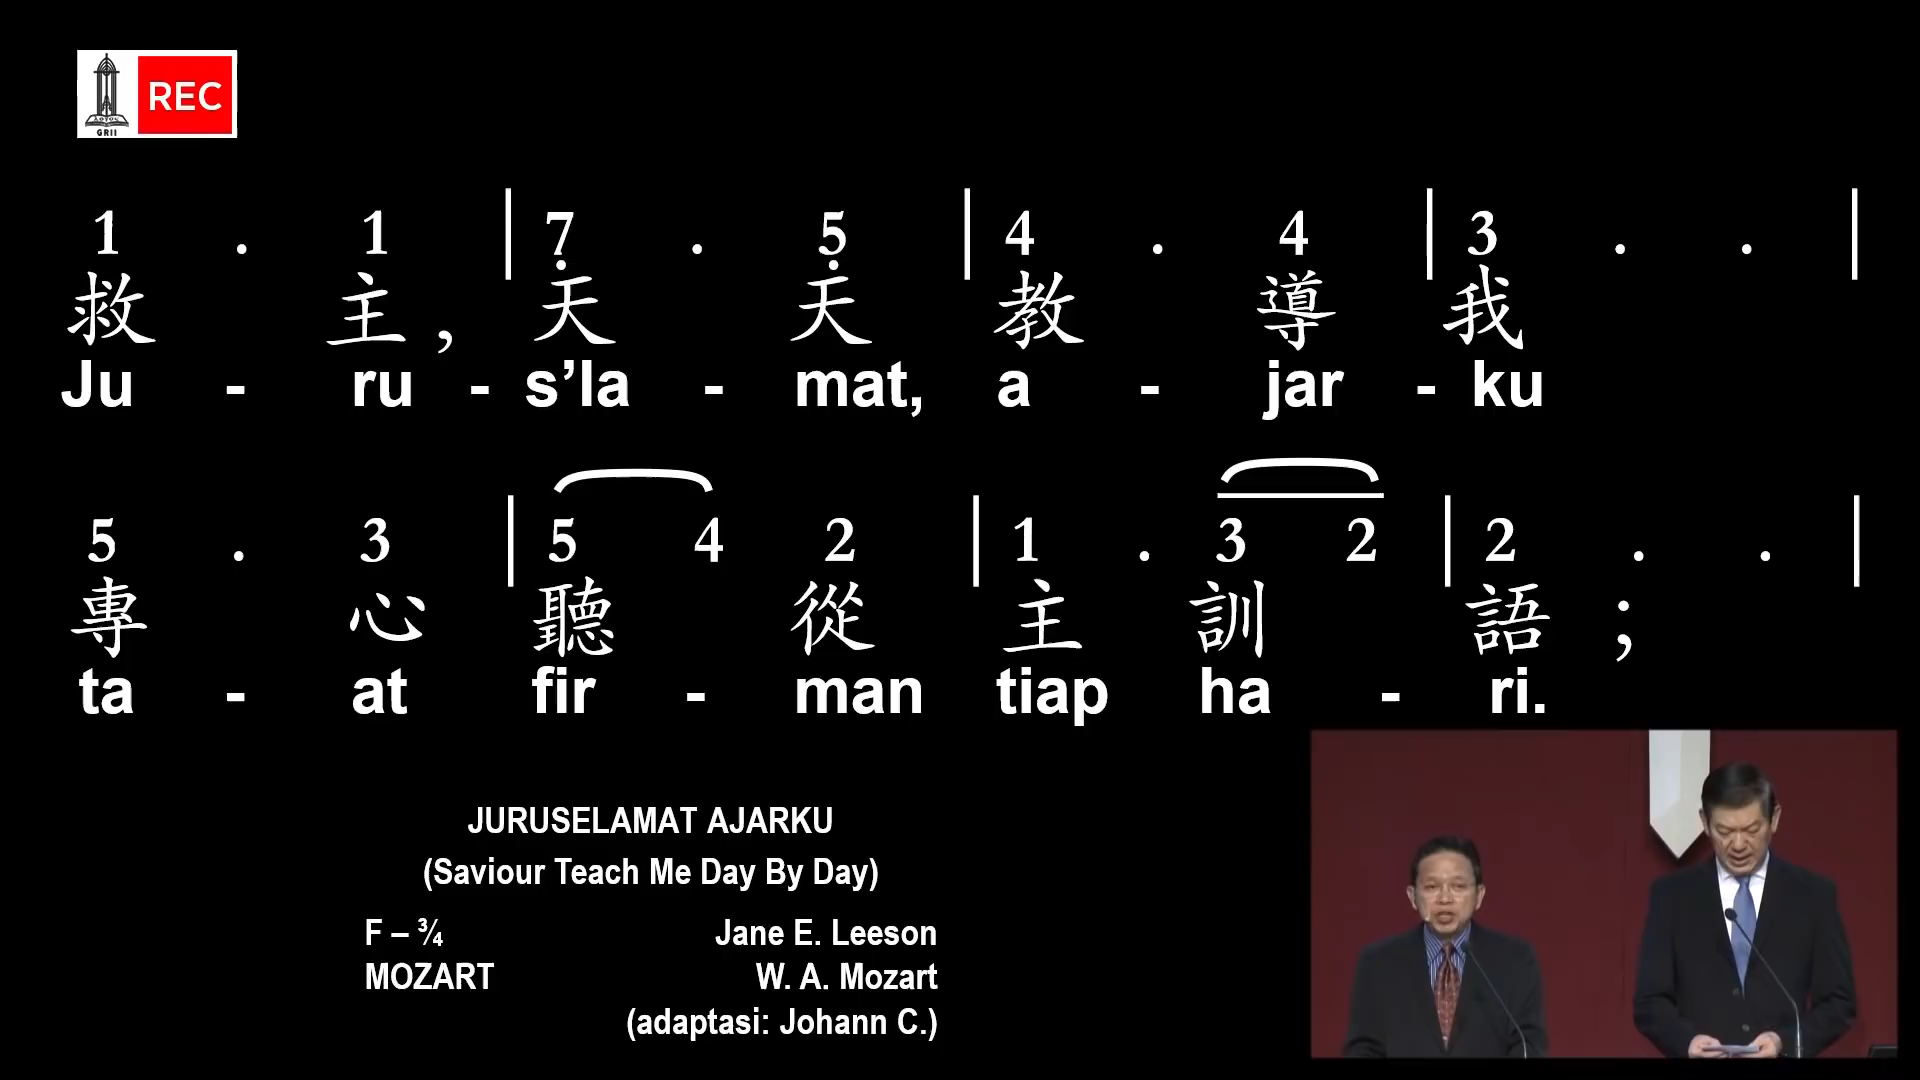 REC
GRII
1 . 1 | 7̣ . 5̣ | 4 . 4 | 3 . . |
救 主， 天 天 教 導 我
Ju - ru - s’la - mat, a - jar - ku
5 . 3 | 5 4 2 | 1 . 3 2 | 2 . . |
專 心 聽 從 主 訓 語；
ta - at fir - man tiap ha - ri.
JURUSELAMAT AJARKU
(Saviour Teach Me Day By Day)
F – ¾ Jane E. Leeson
MOZART W. A. Mozart
(adaptasi: Johann C.)